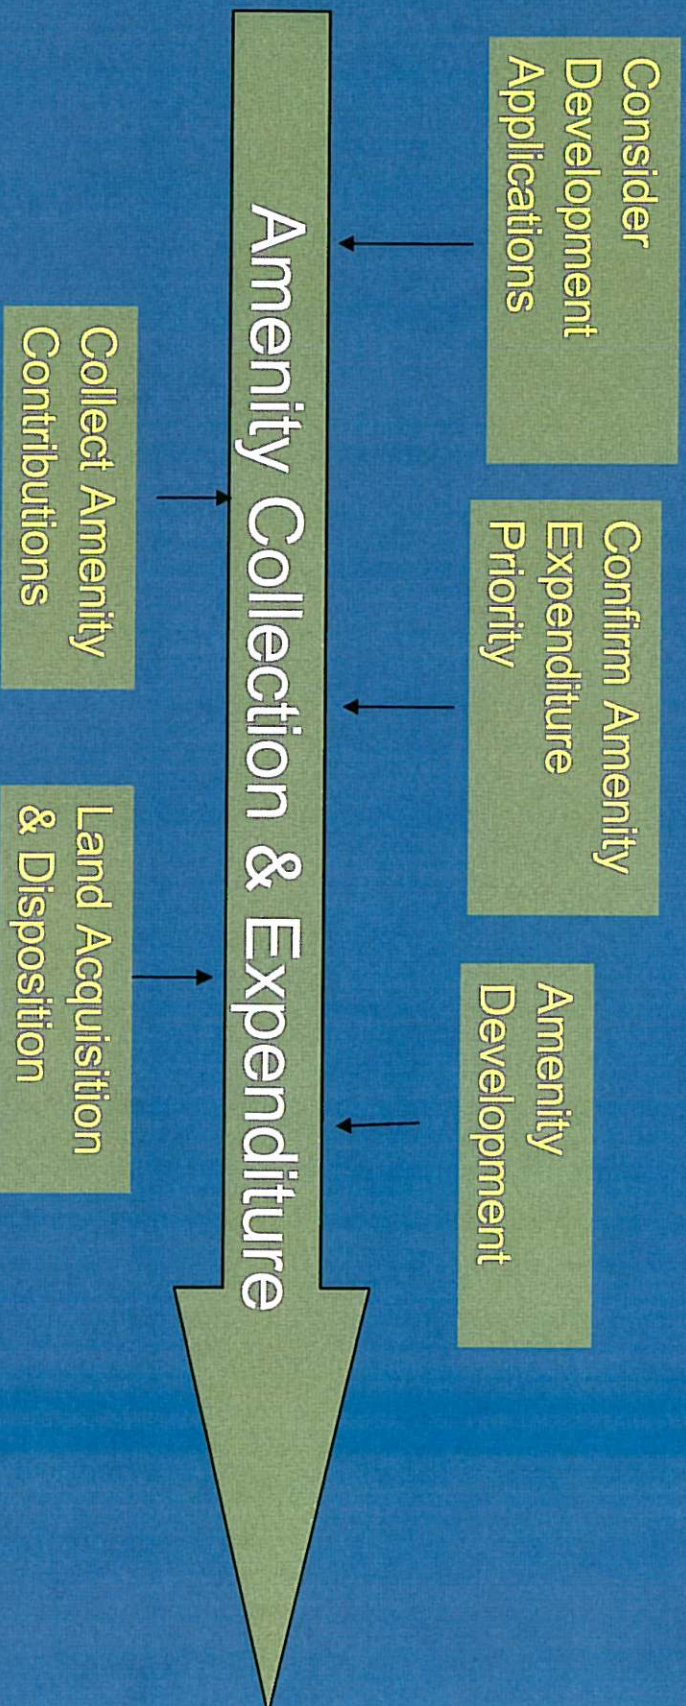 Consider
Development
Applications
Confirm Amenity
Expenditure
Priority
Amenity
Development
Amenity Collection & Expenditure
Collect Amenity
Contributions
Land Acquisition
& Disposition